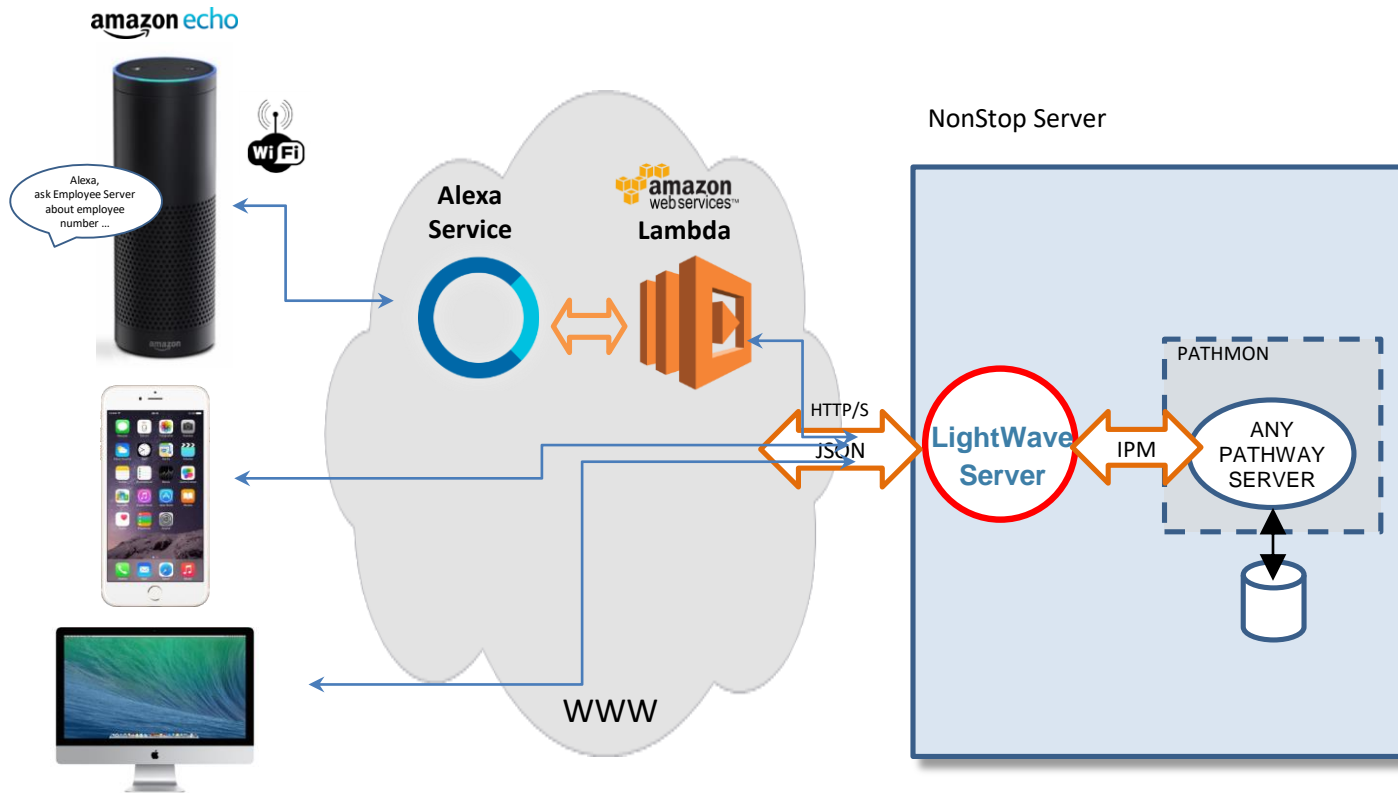 amazon echo
WiFi
Alexa,
ask Employee Server
about employee
number ...
amazon
Alexa
Service
amazon
web services™
Lambda
WWW
HTTP/S
JSON
NonStop Server
LightWave
Server
IPM
PATHMON
ANY
PATHWAY
SERVER